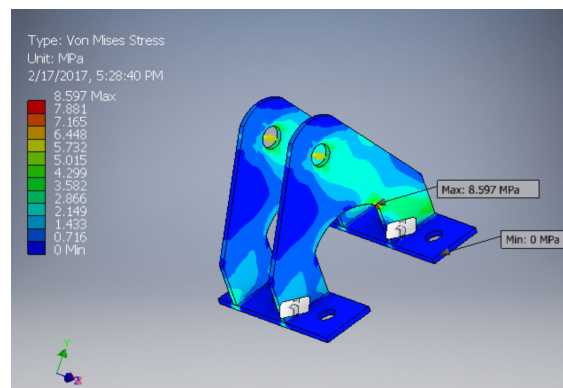 Type: Von Mises Stress
Unit: MPa
2/17/2017, 5:28:40 PM
8.597 Max
7.881
7.165
6.448
5.732
5.015
4.299
3.582
2.866
2.149
1.433
0.716
0 Min
Max: 8.597 MPa
Min: 0 MPa
Y